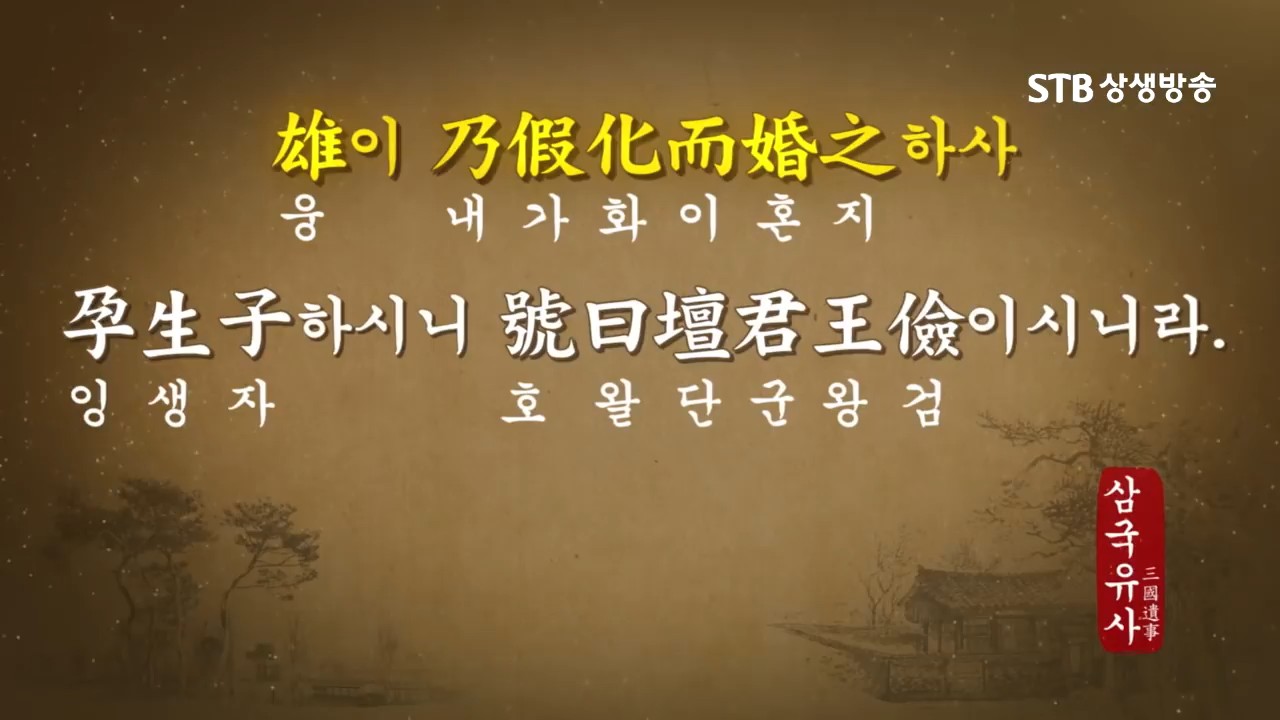 STB 상생방송
雄이 乃假化而婚之하사
웅 내 가 화 이 혼 지
孕生子하시니 號曰壇君王儉이시니라.
잉 생 자 호 왈 단 군 왕 검
삼국유사
三國遺事